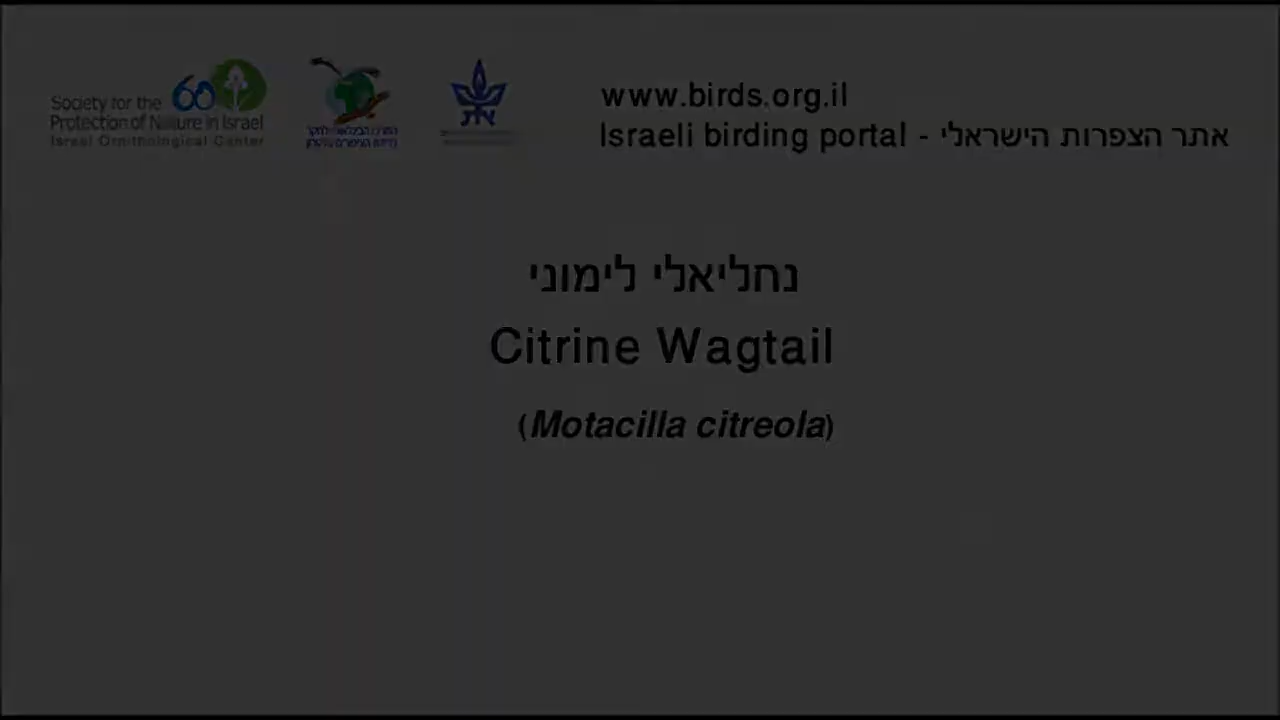 Society for the 60
Protection of Nature in Israel
Israel Ornithological Center
www.birds.org.il
Israeli birding portal - אתר הצפרות הישראלי
נחליאלי לימוני
Citrine Wagtail
(Motacilla citreola)